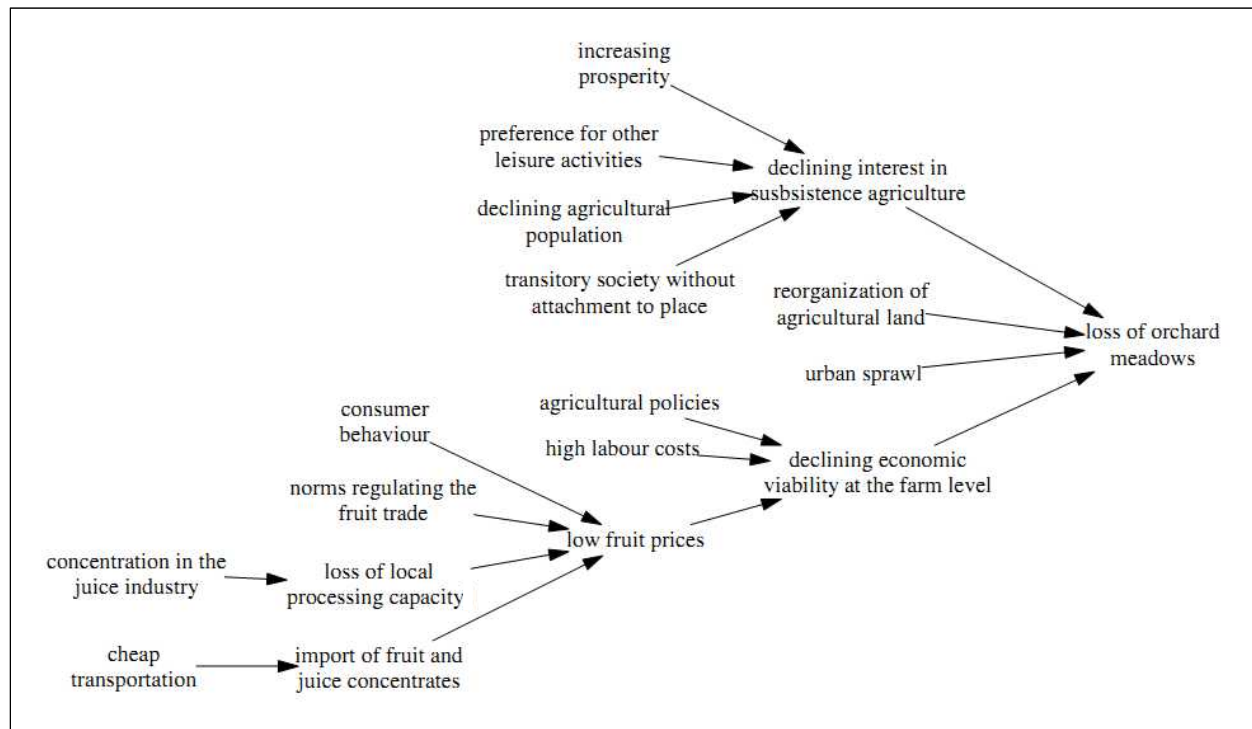 increasing
prosperity
preference for other
leisure activities
declining interest in
susbsistence agriculture
declining agricultural
population
transitory society without
attachment to place
reorganization of
agricultural land
loss of orchard
meadows
urban sprawl
agricultural policies
consumer
behaviour
high labour costs
declining economic
viability at the farm level
norms regulating the
fruit trade
low fruit prices
concentration in the
juice industry
loss of local
processing capacity
cheap
transportation
import of fruit and
juice concentrates